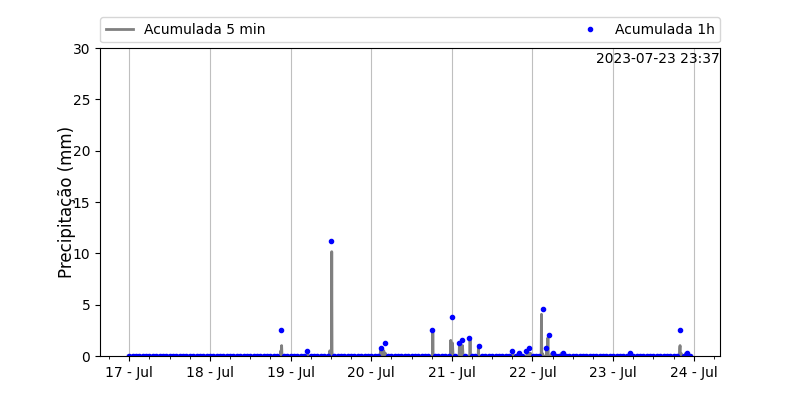 Acumulada 5 min
Acumulada 1h
2023-07-23 23:37
Precipitação (mm)
30
25
20
15
10
5
0
17 - Jul
18 - Jul
19 - Jul
20 - Jul
21 - Jul
22 - Jul
23 - Jul
24 - Jul